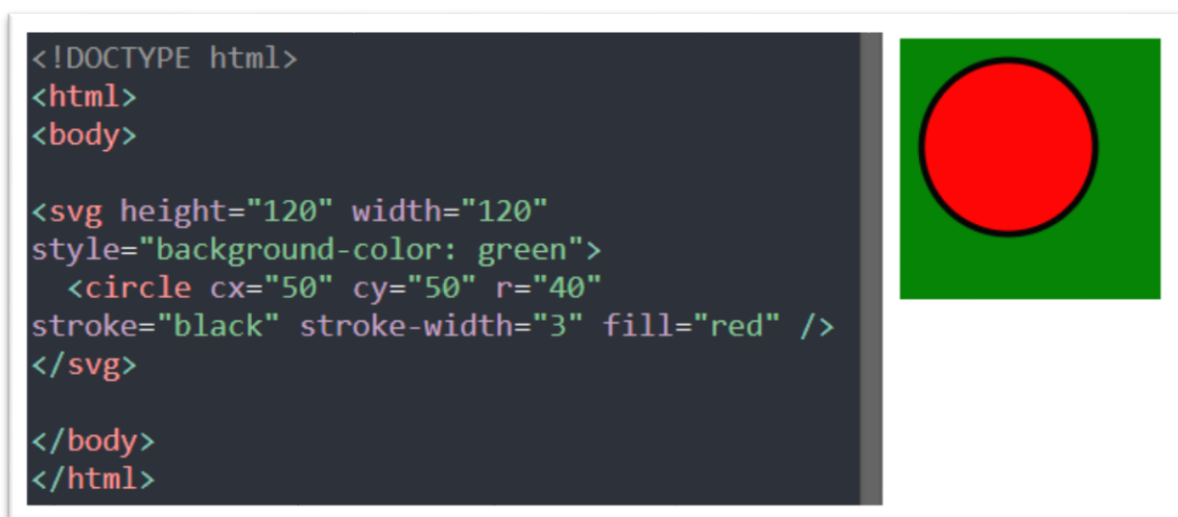 <!DOCTYPE html>
<html>
<body>
<svg height="120" width="120"
style="background-color: green">
<circle cx="50" cy="50" r="40"
stroke="black" stroke-width="3" fill="red" />
</svg>
</body>
</html>